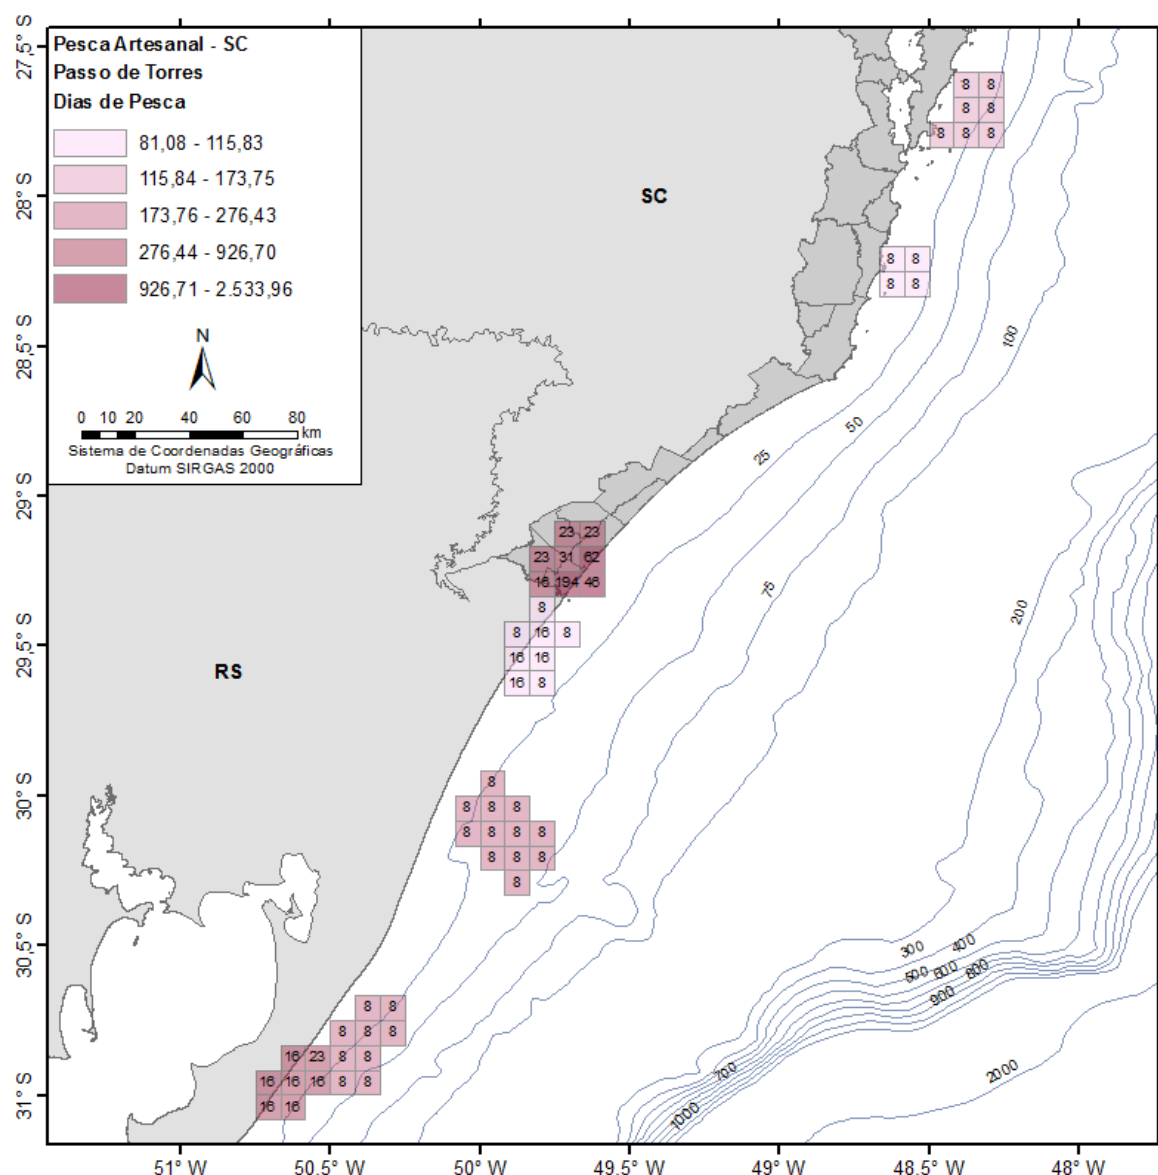 Pesca Artesanal - SC
Passo de Torres
Dias de Pesca
81,08 - 115,83
115,84 - 173,75
173,76 - 276,43
276,44 - 926,70
926,71 - 2.533,96
N
0 10 20 40 60 80
km
Sistema de Coordenadas Geográficas
Datum SIRGAS 2000
27,5° S
28° S
28,5° S
29° S
29,5° S
30° S
30,5° S
31° S
SC
RS
8 8
8 8
8 8 8
8 8
8 8
100
50
25
75
200
23 23
23 31 62
16 194 46
8
8 16 8
16 16
16 8
8
8 8 8
8 8 8 8
8 8 8
8
300 400
500 600 800
900
700
1000
2000
8 8
8 8 8
16 23 8 8
16 16 16 8 8
16 16
51° W 50,5° W 50° W 49,5° W 49° W 48,5° W 48° W